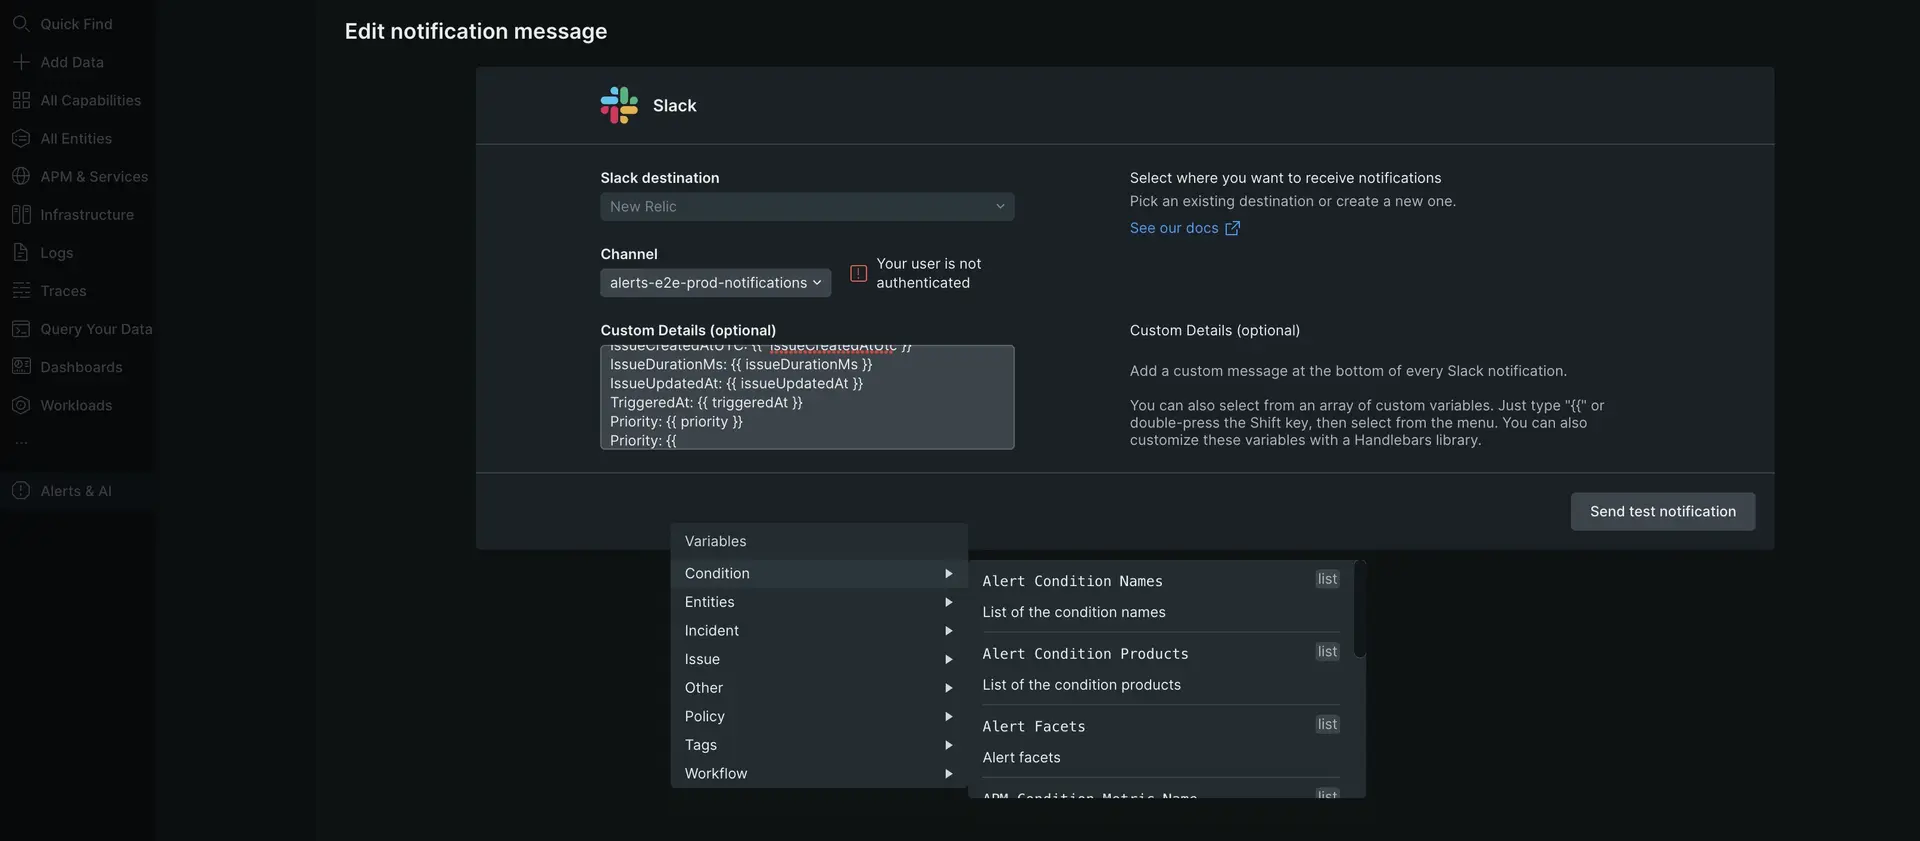 Quick Find
Add Data
All Capabilities
All Entities
APM & Services
Infrastructure
Logs
Traces
Query Your Data
Dashboards
Workloads
...
Alerts & AI
Edit notification message
Slack
Slack destination
New Relic
Select where you want to receive notifications
Pick an existing destination or create a new one.
See our docs
Channel
alerts-e2e-prod-notifications
Your user is not
authenticated
Custom Details (optional)
IssueCreatedAtUTC: {{ issueCreatedAtUtc }}
IssueDurationMs: {{ issueDurationMs }}
IssueUpdatedAt: {{ issueUpdatedAt }}
TriggeredAt: {{ triggeredAt }}
Priority: {{ priority }}
Priority: {{
Custom Details (optional)
Add a custom message at the bottom of every Slack notification.
You can also select from an array of custom variables. Just type "{{" or
double-press the Shift key, then select from the menu. You can also
customize these variables with a Handlebars library.
Send test notification
Variables
Condition
Entities
Incident
Issue
Other
Policy
Tags
Workflow
Alert Condition Names list
List of the condition names
Alert Condition Products list
List of the condition products
Alert Facets list
Alert facets
APM Condition Metric Name list